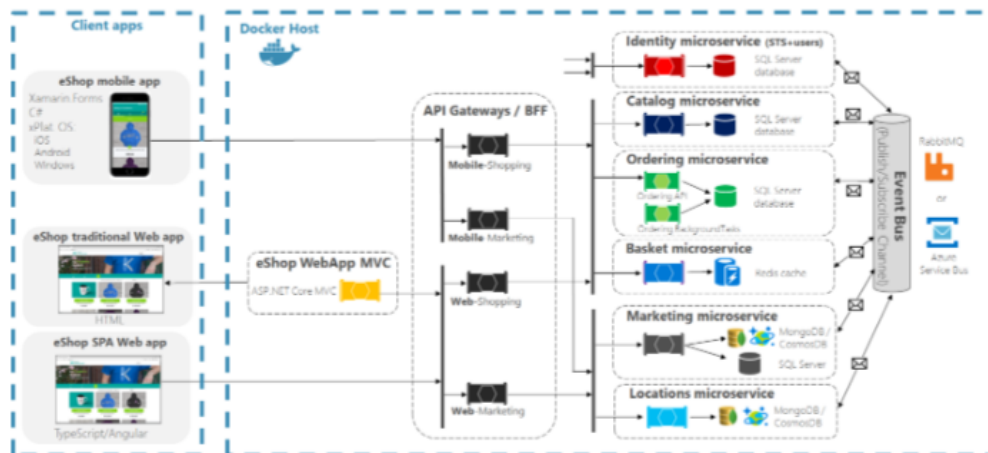 Client apps
eShop mobile app
Xamarin Forms
C#
xPlat. OS:
iOS
Android
Windows
eShop traditional Web app
HTML
eShop SPA Web app
TypeScript/Angular
Docker Host
eShop WebApp MVC
ASP.NET Core MVC
API Gateways / BFF
Mobile-Shopping
Mobile-Marketing
Web-Shopping
Web-Marketing
Identity microservice (STS+users)
SQL Server
database
Catalog microservice
SQL Server
database
Ordering microservice
Ordering API
SQL Server
database
Ordering BackgroundTasks
Basket microservice
Redis cache
Marketing microservice
MongoDB /
CosmosDB
SQL Server
Locations microservice
MongoDB /
CosmosDB
Event Bus
(Publish/Subscribe Channel)
RabbitMQ
or
Azure
Service Bus